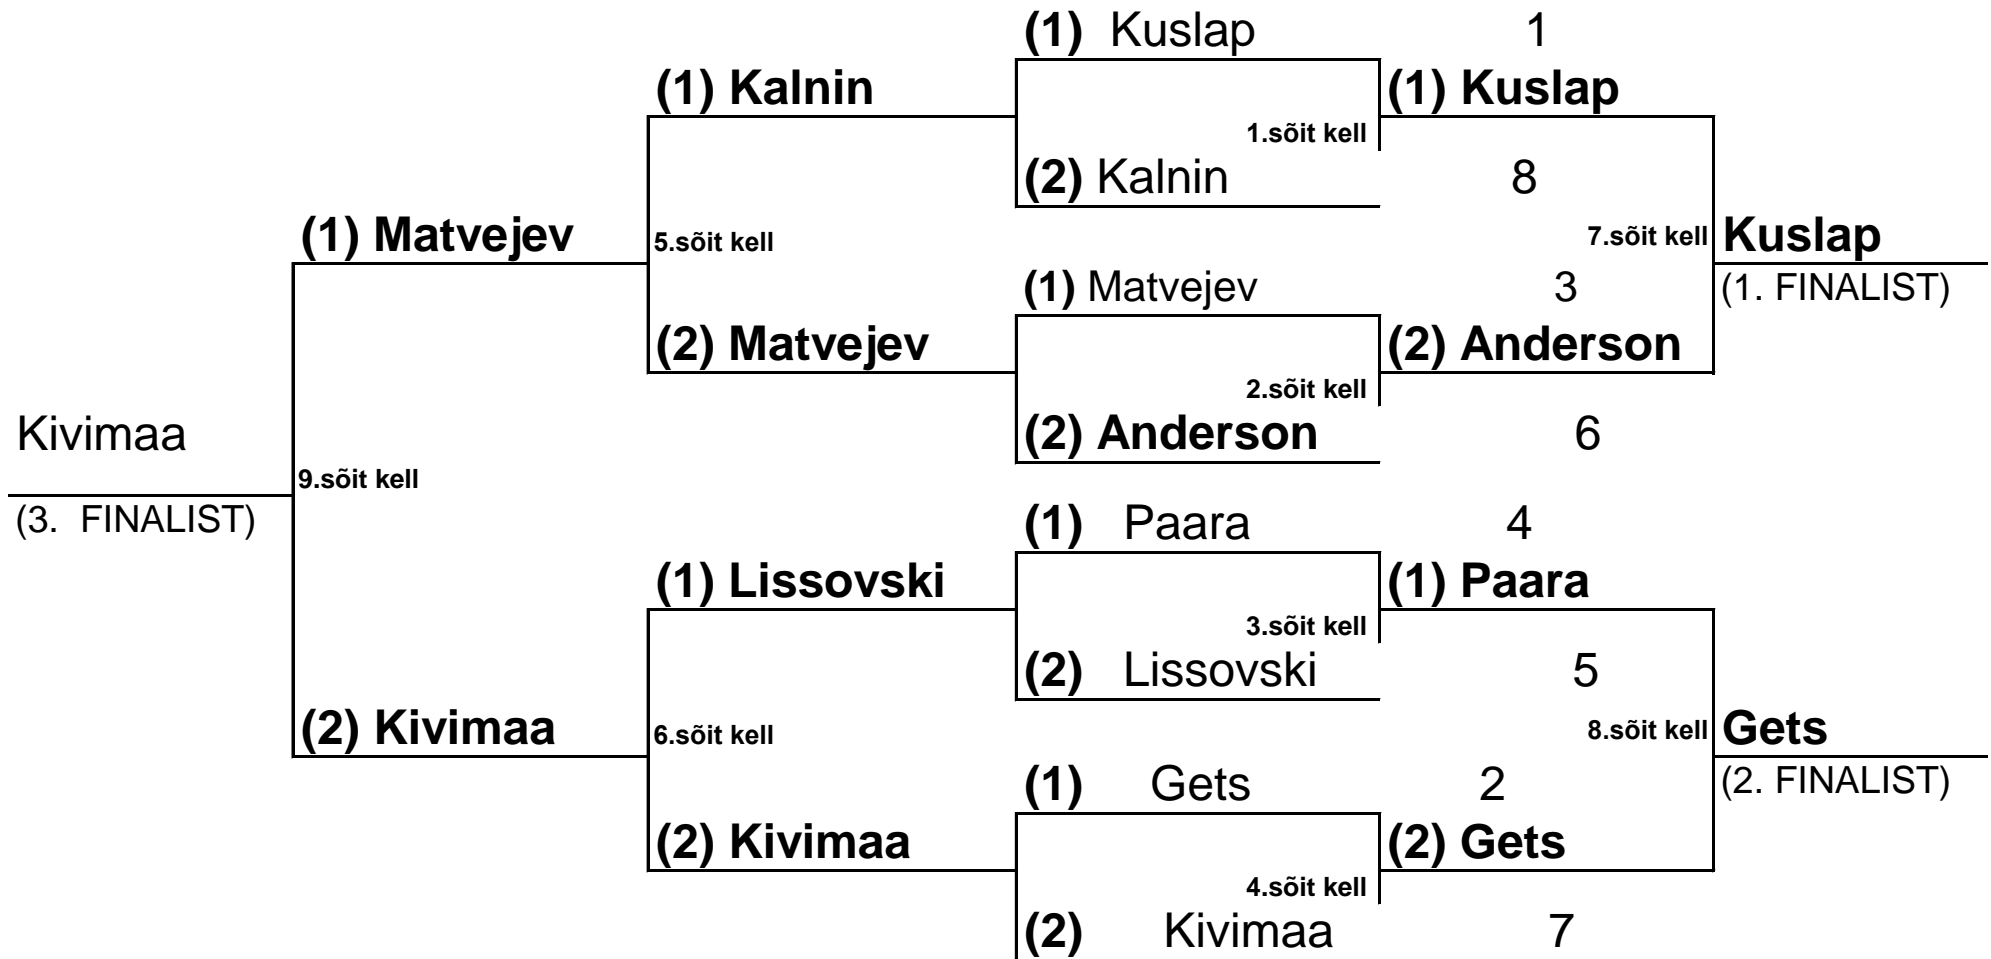 (1) Kuslap 1
(1) Kalnin (1) Kuslap
1.sõit kell
(2) Kalnin 8
(1) Matvejev 5.sõit kell 7.sõit kell Kuslap
(1) Matvejev 3 (1. FINALIST)
(2) Matvejev (2) Anderson
2.sõit kell
Kivimaa (2) Anderson 6
9.sõit kell
(3. FINALIST) (1) Paara 4
(1) Lissovski (1) Paara
3.sõit kell
(2) Lissovski 5
(2) Kivimaa 6.sõit kell 8.sõit kell Gets
(1) Gets 2 (2. FINALIST)
(2) Kivimaa (2) Gets
4.sõit kell
(2) Kivimaa 7